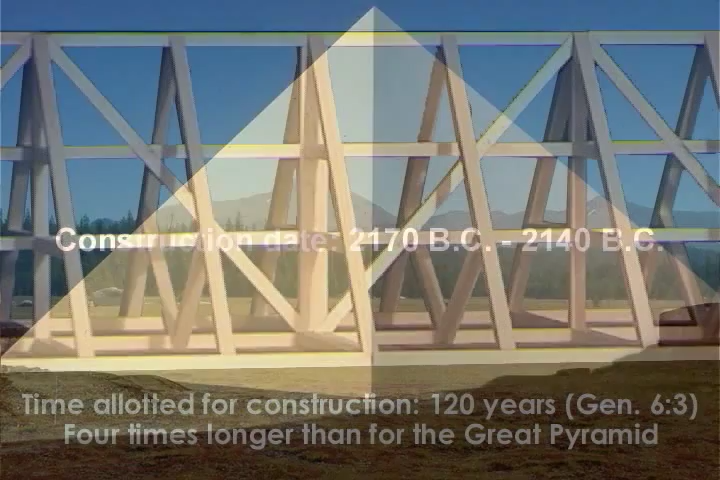 Construction date: 2170 B.C. - 2140 B.C.
Time allotted for construction: 120 years (Gen. 6:3)
Four times longer than for the Great Pyramid